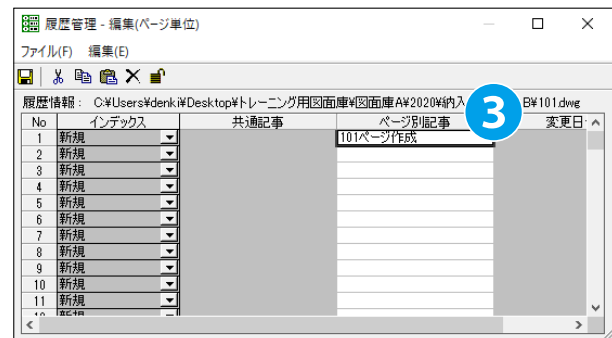 履歴管理 - 編集(ページ単位)
ファイル(F) 編集(E)
履歴情報： C:¥Users¥denki¥Desktop¥トレーニング用図面庫¥図面庫A¥2020¥納入 B¥101.dwg
3
No インデックス 共通記事 ページ別記事 変更日
1 新規 101ページ作成
2 新規
3 新規
4 新規
5 新規
6 新規
7 新規
8 新規
9 新規
10 新規
11 新規